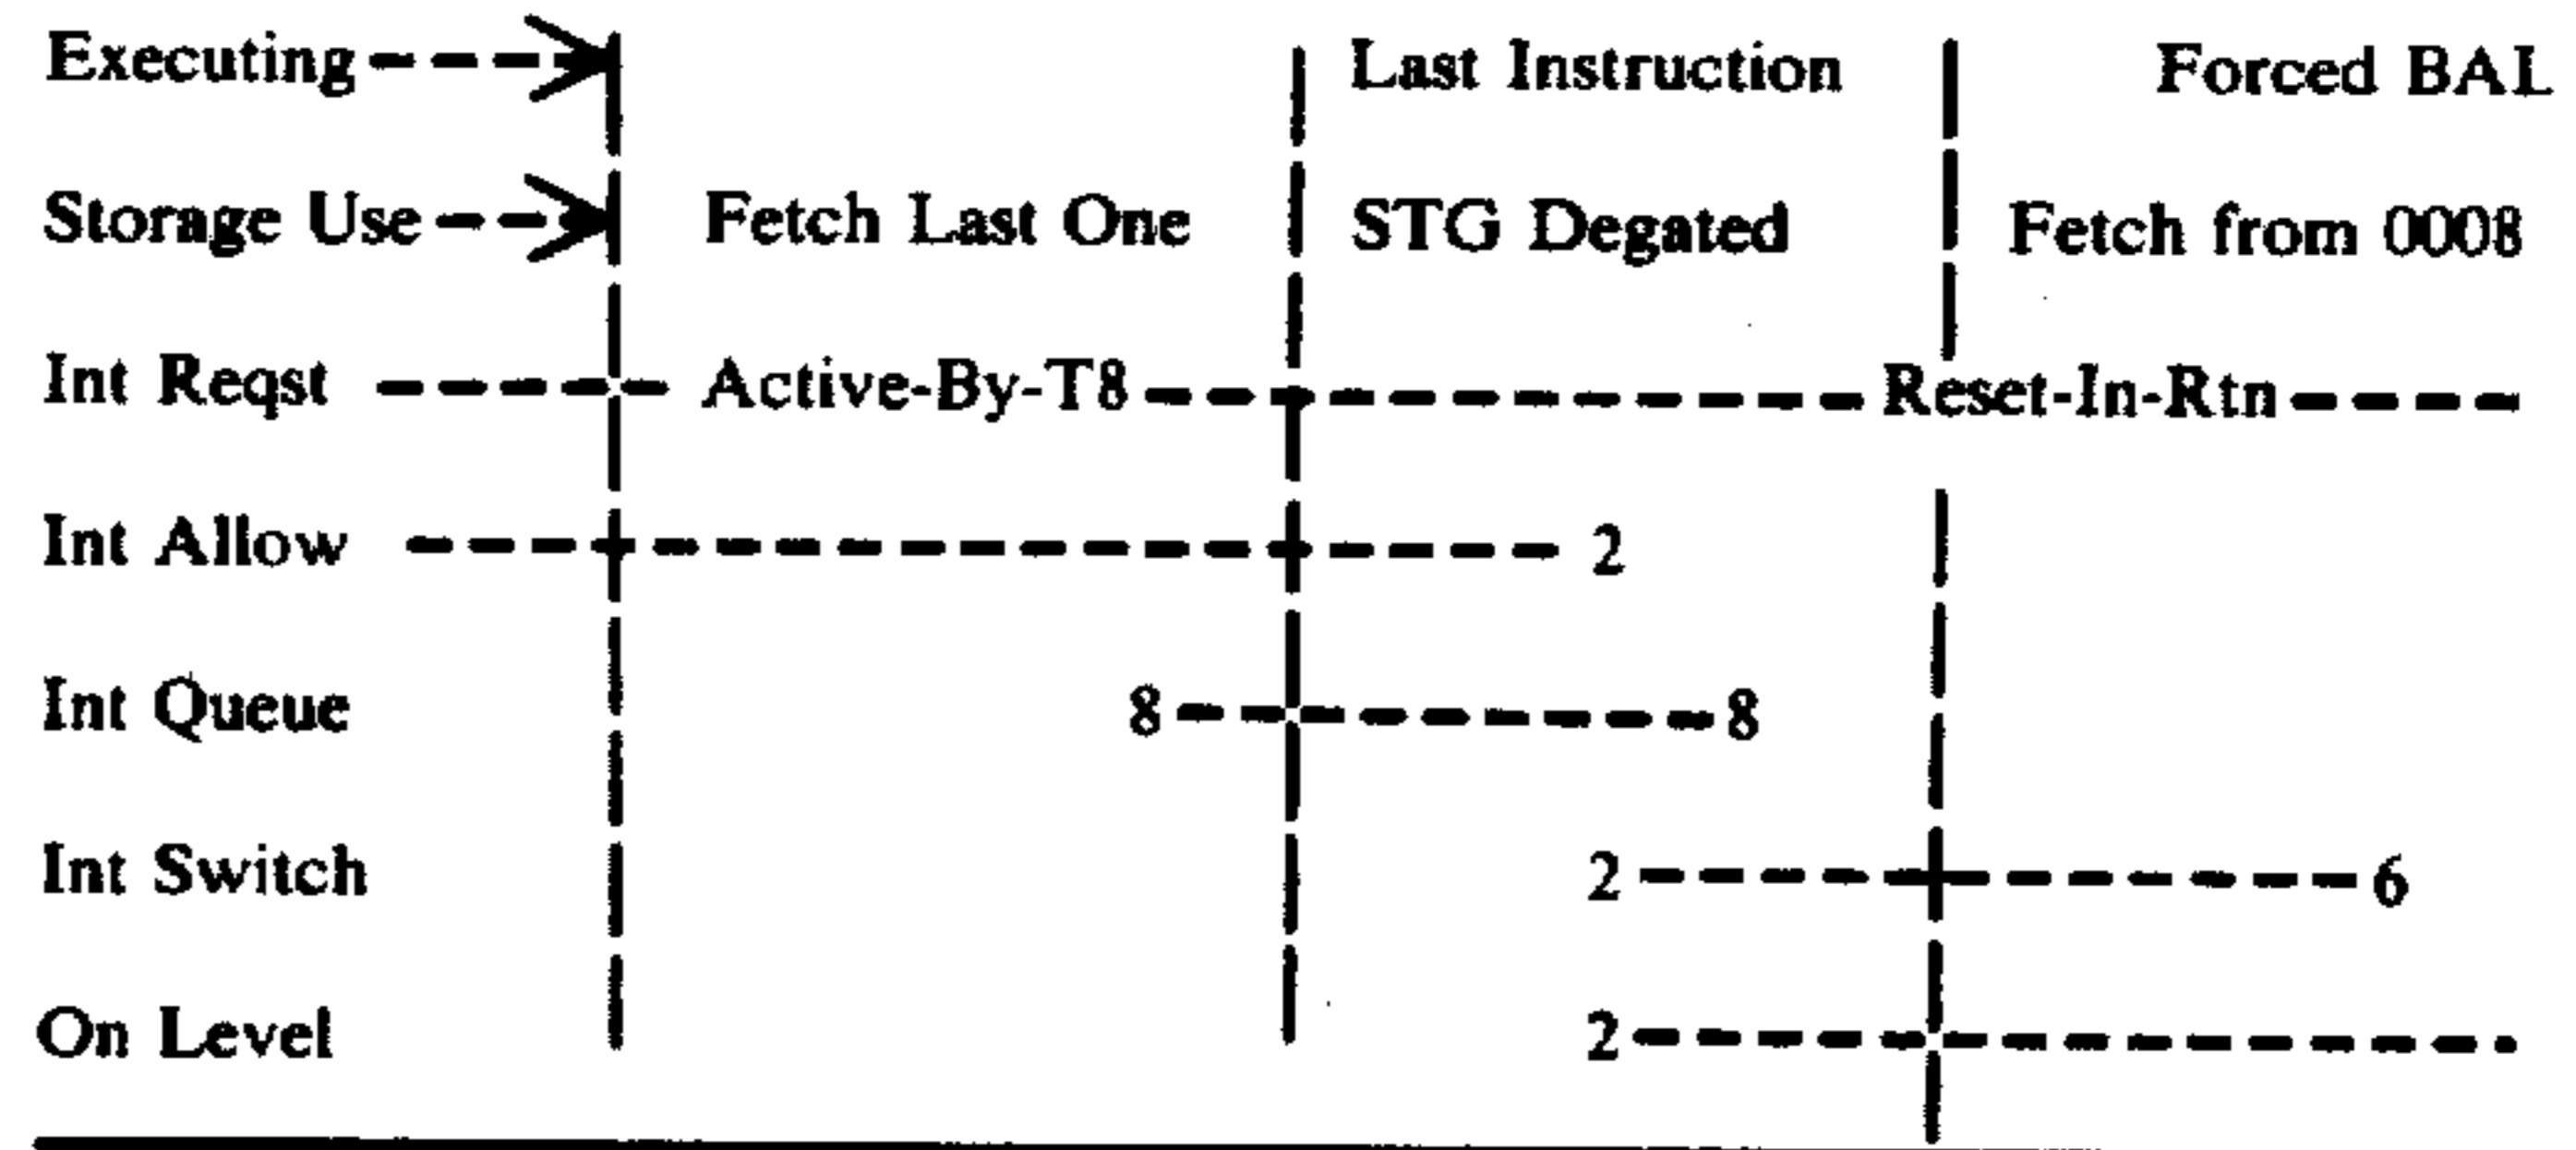 Executing Last Instruction Forced BAL
Storage Use Fetch Last One STG Degated Fetch from 0008
Int Reqst Active-By-T8 Reset-In-Rtn
Int Allow 2
Int Queue 8 8
Int Switch 2 6
On Level 2